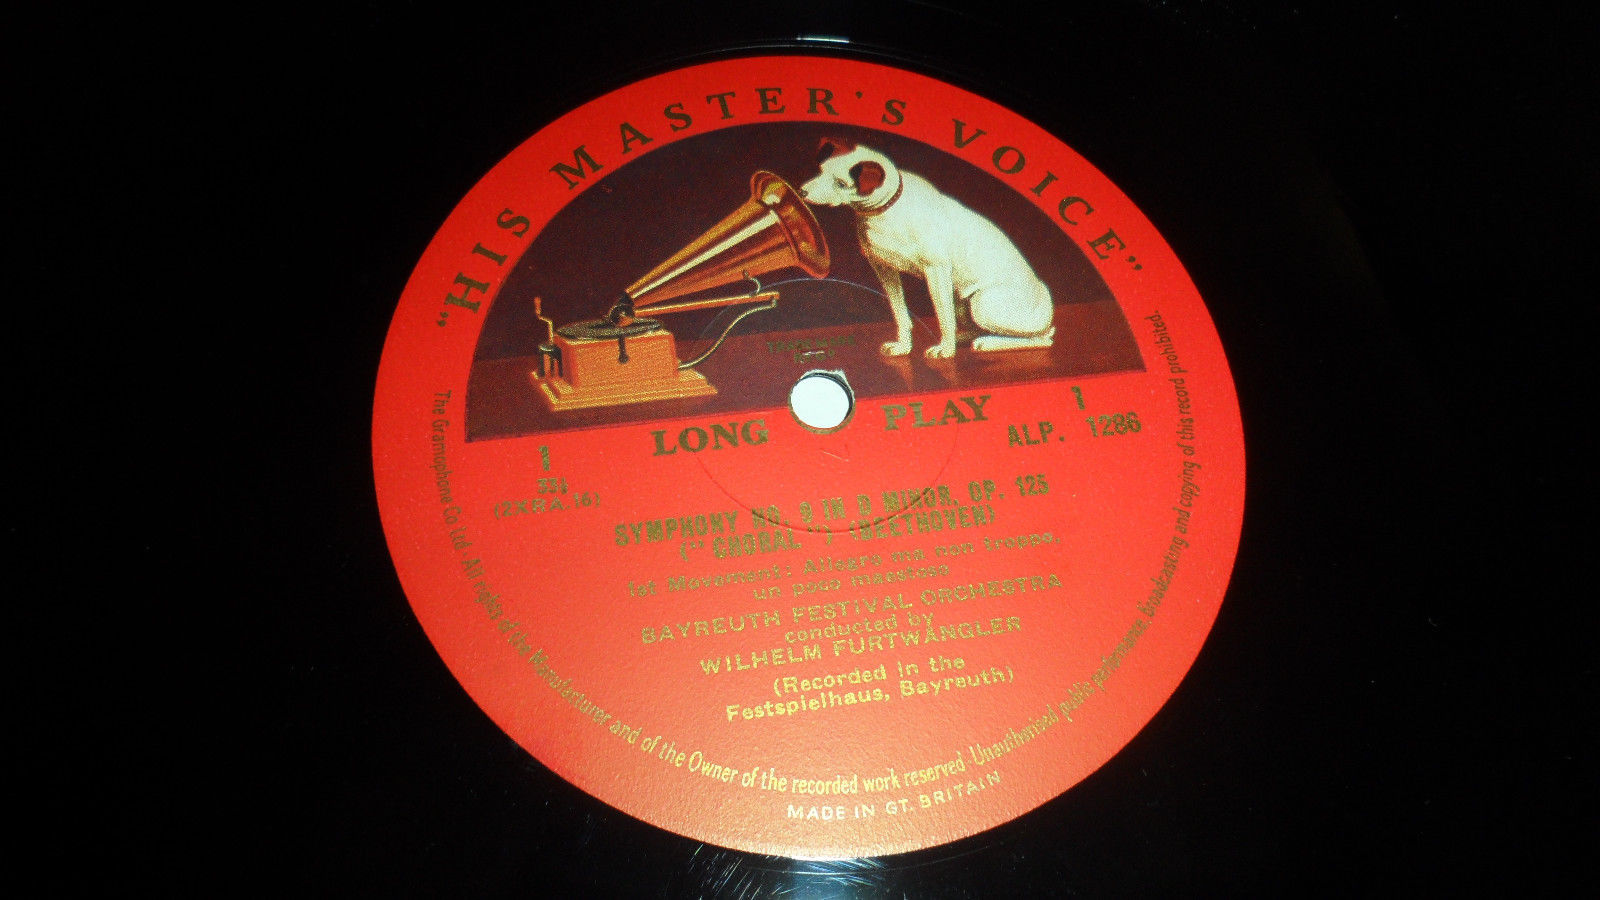 "HIS MASTER'S VOICE"
Trademark
LONG PLAY
1
33⅓
(2XRA.16)
1
ALP. 1286
SYMPHONY NO. 9 IN D MINOR, OP. 125
("CHORAL") (BEETHOVEN)
1st Movement: Allegro ma non troppo,
un poco maestoso
BAYREUTH FESTIVAL ORCHESTRA
conducted by
WILHELM FURTWÄNGLER
(Recorded in the
Festspielhaus, Bayreuth)
The Gramophone Co Ltd. All rights of the Manufacturer and of the Owner of the recorded work reserved. Unauthorised public performance, Broadcasting and copying of this record prohibited.
MADE IN GT. BRITAIN